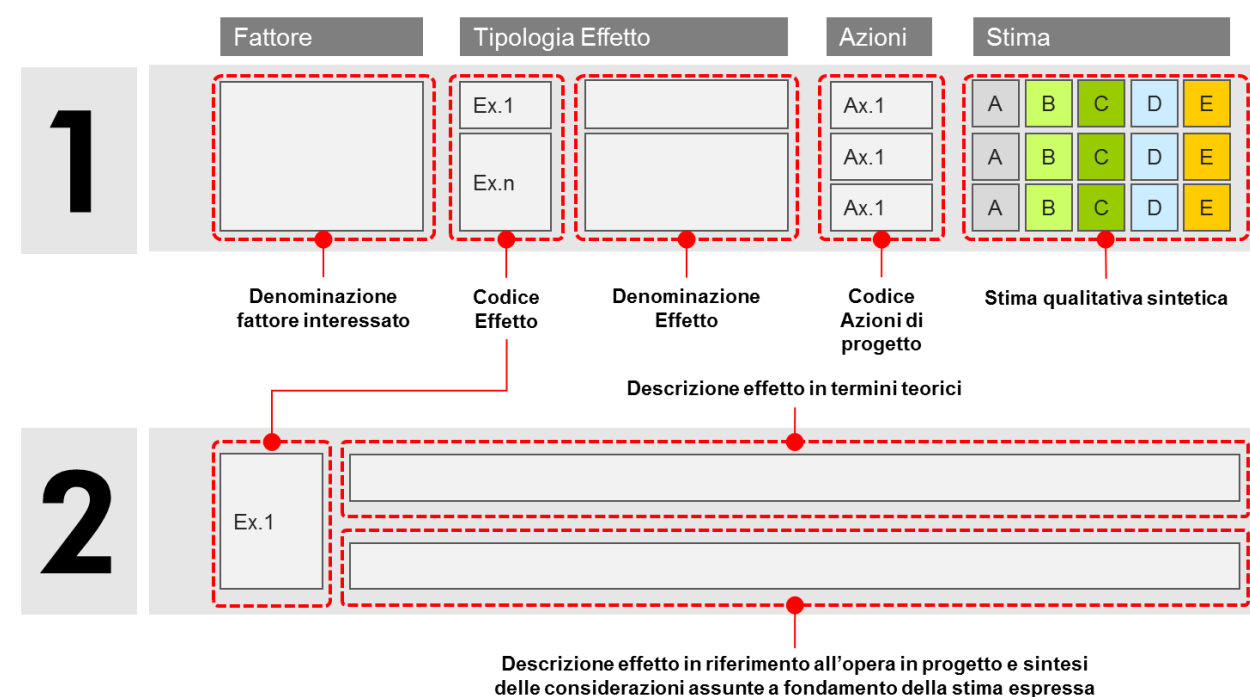 Fattore
Tipologia Effetto
Azioni
Stima
1
Ex.1
Ax.1
A B C D E
Ex.n
Ax.1
A B C D E
Ax.1
A B C D E
Denominazione
fattore interessato
Codice
Effetto
Denominazione
Effetto
Codice
Azioni di
progetto
Stima qualitativa sintetica
Descrizione effetto in termini teorici
2
Ex.1
Descrizione effetto in riferimento all'opera in progetto e sintesi
delle considerazioni assunte a fondamento della stima espressa